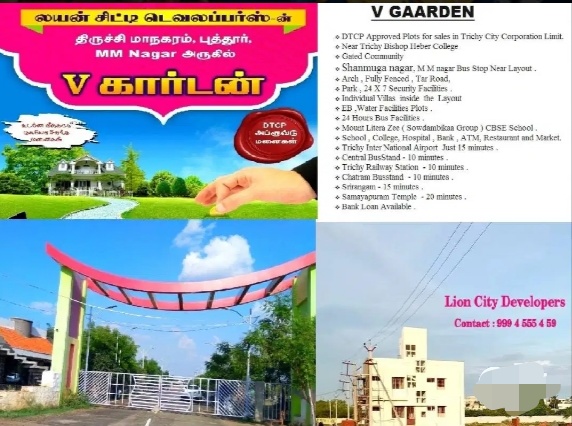 லயன் சிட்டி டெவலப்பர்ஸ்-ன்
திருச்சி மாநகரம், புத்தூர்,
MM Nagar அருகில்
V கார்டன்
DTCP
அப்ரூவ்டு
மனைகள்
V GAARDEN
❖ DTCP Approved Plots for sales in Trichy City Corporation Limit.
❖ Near Trichy Bishop Heber College
❖ Gated Community
❖ Shanmuga nagar, M M nagar Bus Stop Near Layout .
❖ Arch , Fully Fenced , Tar Road,
❖ Park , 24 X 7 Security Facilities .
❖ Individual Villas inside the Layout
❖ EB ,Water Facilities Plots .
❖ 24 Hours Bus Facilities .
❖ Mount Litera Zee ( Sowdambikaa Group ) CBSE School .
❖ School , College, Hospital , Bank , ATM, Restaurant and Market.
❖ Trichy Inter National Airport Just 15 minutes .
❖ Central BusStand - 10 minutes .
❖ Trichy Railway Station - 10 minutes .
❖ Chatram Busstand - 10 minutes .
❖ Srirangam - 15 minutes .
❖ Samayapuram Temple - 20 minutes .
❖ Bank Loan Available .
Lion City Developers
Contact : 999 4 555 4 59